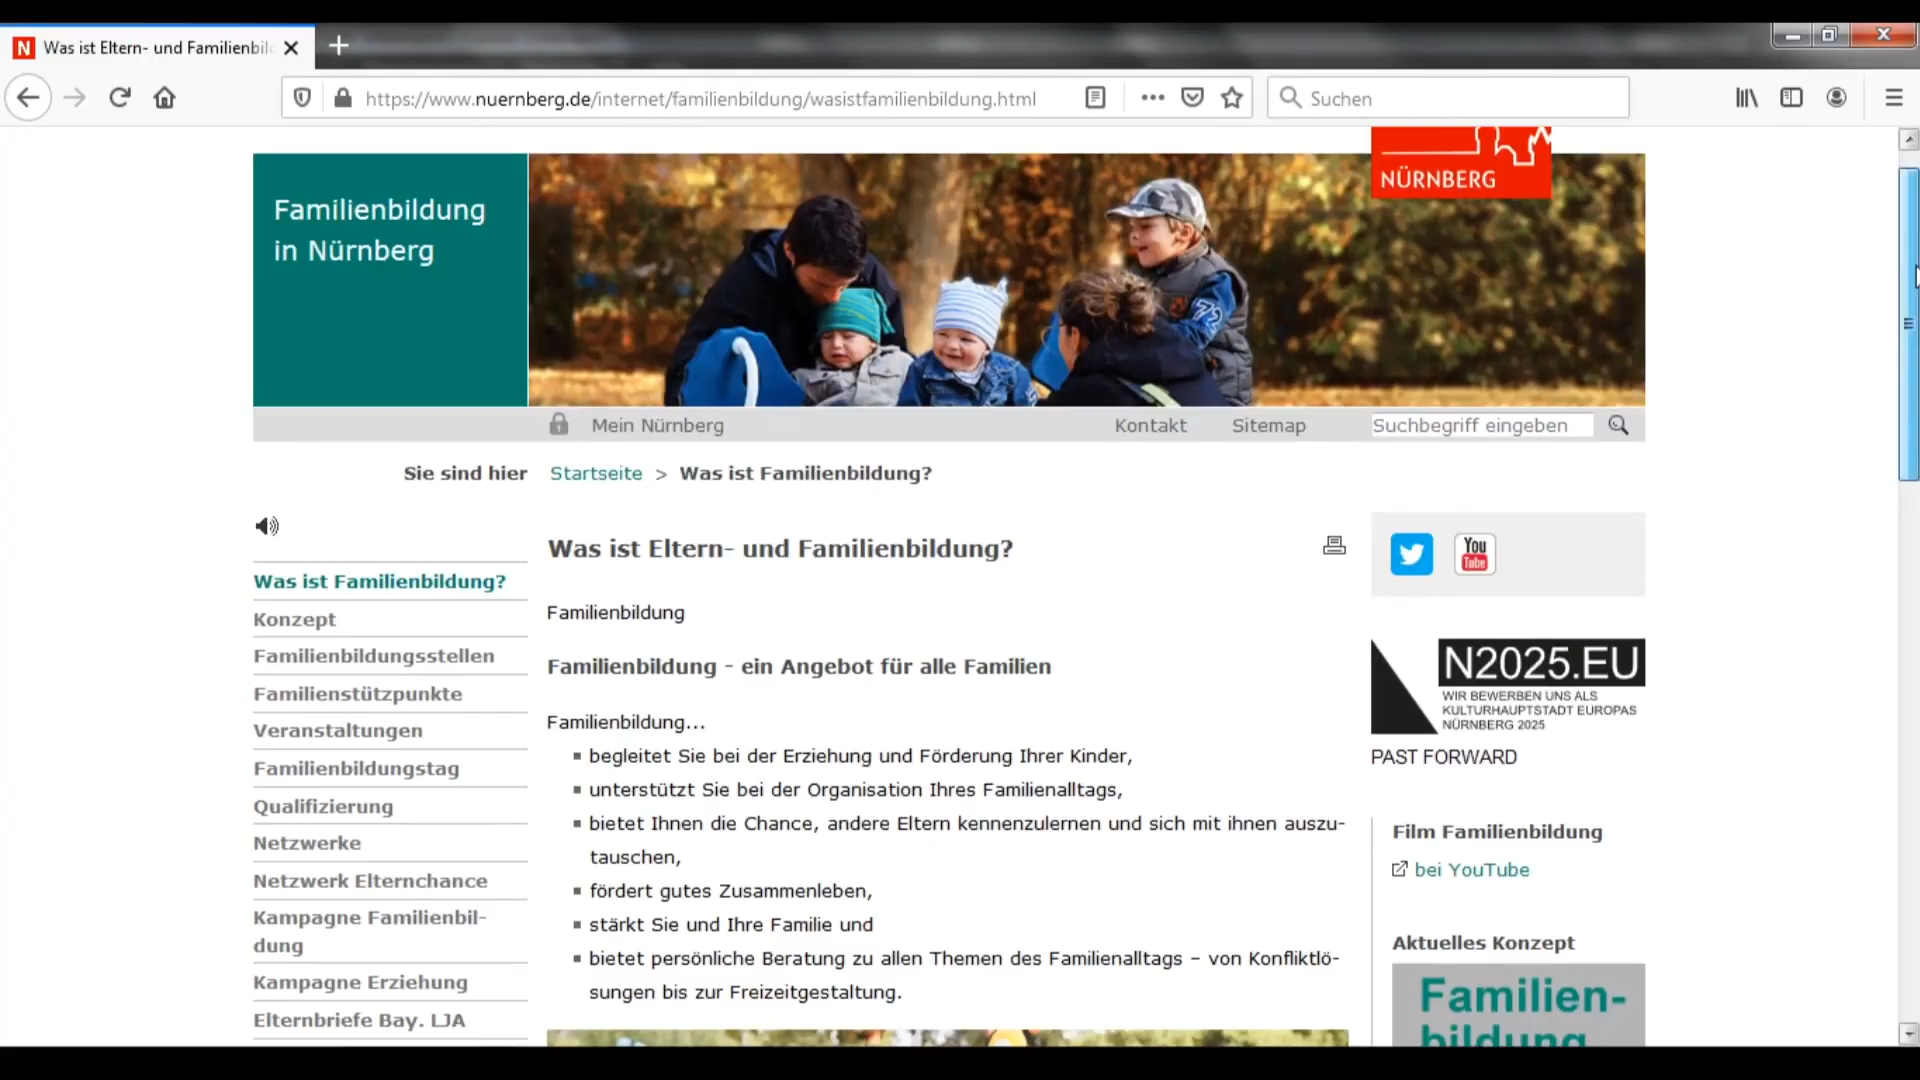 N Was ist Eltern- und Familienbil
https://www.nuernberg.de/internet/familienbildung/wasistfamilienbildung.html
Suchen
Familienbildung
in Nürnberg
72
NÜRNBERG
Mein Nürnberg
Kontakt
Sitemap
Suchbegriff eingeben
Sie sind hier
Startseite > Was ist Familienbildung?
Was ist Familienbildung?
Konzept
Familienbildungsstellen
Familienstützpunkte
Veranstaltungen
Familienbildungstag
Qualifizierung
Netzwerke
Netzwerk Elternchance
Kampagne Familienbil-
dung
Kampagne Erziehung
Elternbriefe Bay. LJA
Was ist Eltern- und Familienbildung?
Familienbildung
Familienbildung - ein Angebot für alle Familien
Familienbildung...
begleitet Sie bei der Erziehung und Förderung Ihrer Kinder,
unterstützt Sie bei der Organisation Ihres Familienalltags,
bietet Ihnen die Chance, andere Eltern kennenzulernen und sich mit ihnen auszu-
tauschen,
fördert gutes Zusammenleben,
stärkt Sie und Ihre Familie und
bietet persönliche Beratung zu allen Themen des Familienalltags – von Konfliktlö-
sungen bis zur Freizeitgestaltung.
You
Tube
N2025.EU
WIR BEWERBEN UNS ALS
KULTURHAUPTSTADT EUROPAS
NÜRNBERG 2025
PAST FORWARD
Film Familienbildung
bei YouTube
Aktuelles Konzept
Familien-
bildung